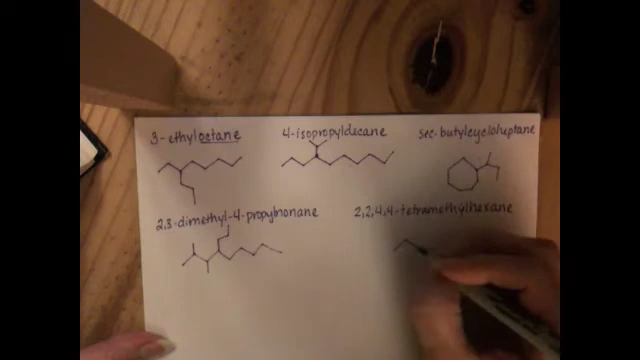 3-ethyloctane
4-isopropyldecane
sec-butylcycloheptane
2,3-dimethyl-4-propylnonane
2,2,4,4-tetramethylhexane